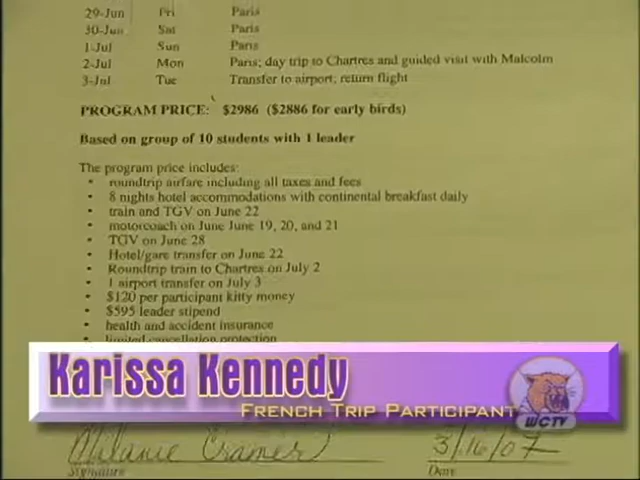 29-Jun Fri Paris
30-Jun Sat Paris
1-Jul Sun Paris
2-Jul Mon Paris; day trip to Chartres and guided visit with Malcolm
3-Jul Tue Transfer to airport; return flight
PROGRAM PRICE: $2986 ($2886 for early birds)
Based on group of 10 students with 1 leader
The program price includes:
• roundtrip airfare including all taxes and fees
• 8 nights hotel accommodations with continental breakfast daily
• train and TGV on June 22
• motorcoach on June June 19, 20, and 21
• TGV on June 28
• Hotel/gare transfer on June 22
• Roundtrip train to Chartres on July 2
• 1 airport transfer on July 3
• $120 per participant kitty money
• $595 leader stipend
• health and accident insurance
• limited cancellation protection
Karissa Kennedy
French Trip Participant
WCTV
Melanie Cramer 3/16/07
Signature Date